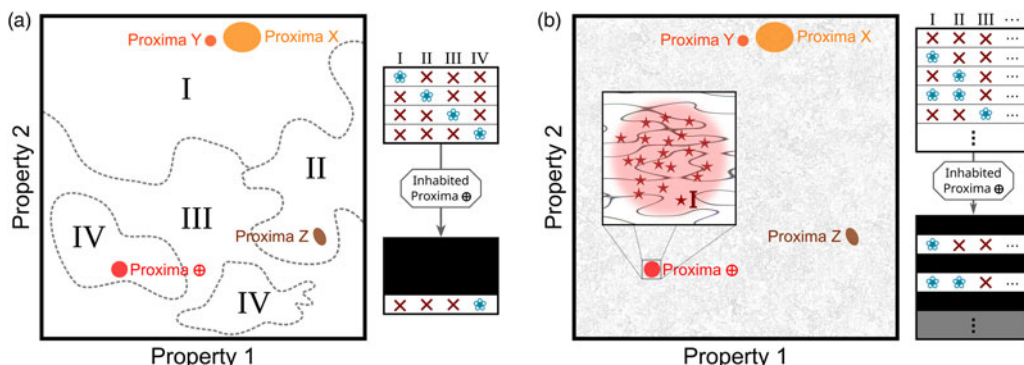 (a)
Proxima Y
Proxima X
I
II
III
IV
IV
Proxima Z
Proxima ⊕
Property 2
Property 1
I II III IV
Inhabited
Proxima ⊕
(b)
Proxima Y
Proxima X
I
Proxima Z
Proxima ⊕
Property 2
Property 1
I II III ...
...
...
...
...
...
⋮
Inhabited
Proxima ⊕
...
...
⋮